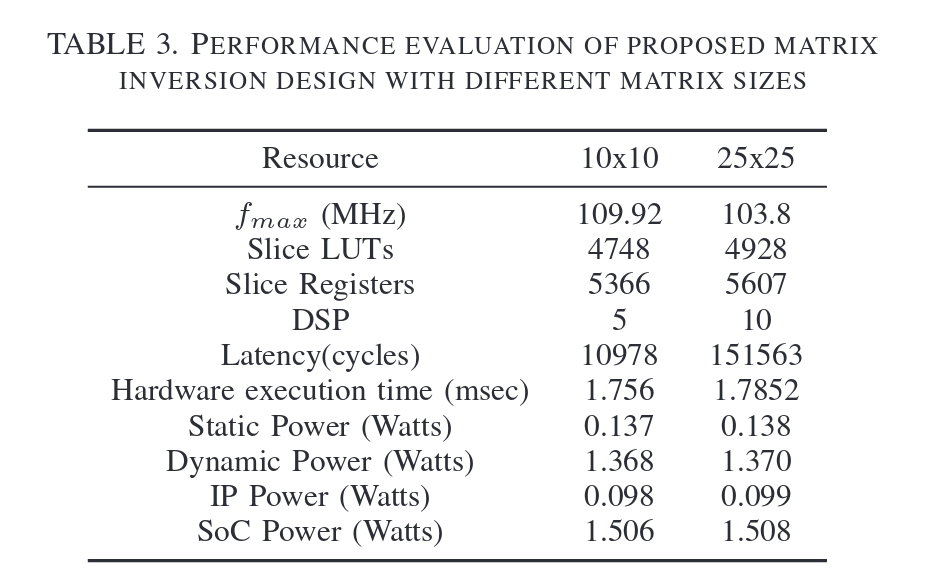 TABLE 3. PERFORMANCE EVALUATION OF PROPOSED MATRIX
INVERSION DESIGN WITH DIFFERENT MATRIX SIZES
Resource 10x10 25x25
fmax (MHz) 109.92 103.8
Slice LUTs 4748 4928
Slice Registers 5366 5607
DSP 5 10
Latency(cycles) 10978 151563
Hardware execution time (msec) 1.756 1.7852
Static Power (Watts) 0.137 0.138
Dynamic Power (Watts) 1.368 1.370
IP Power (Watts) 0.098 0.099
SoC Power (Watts) 1.506 1.508